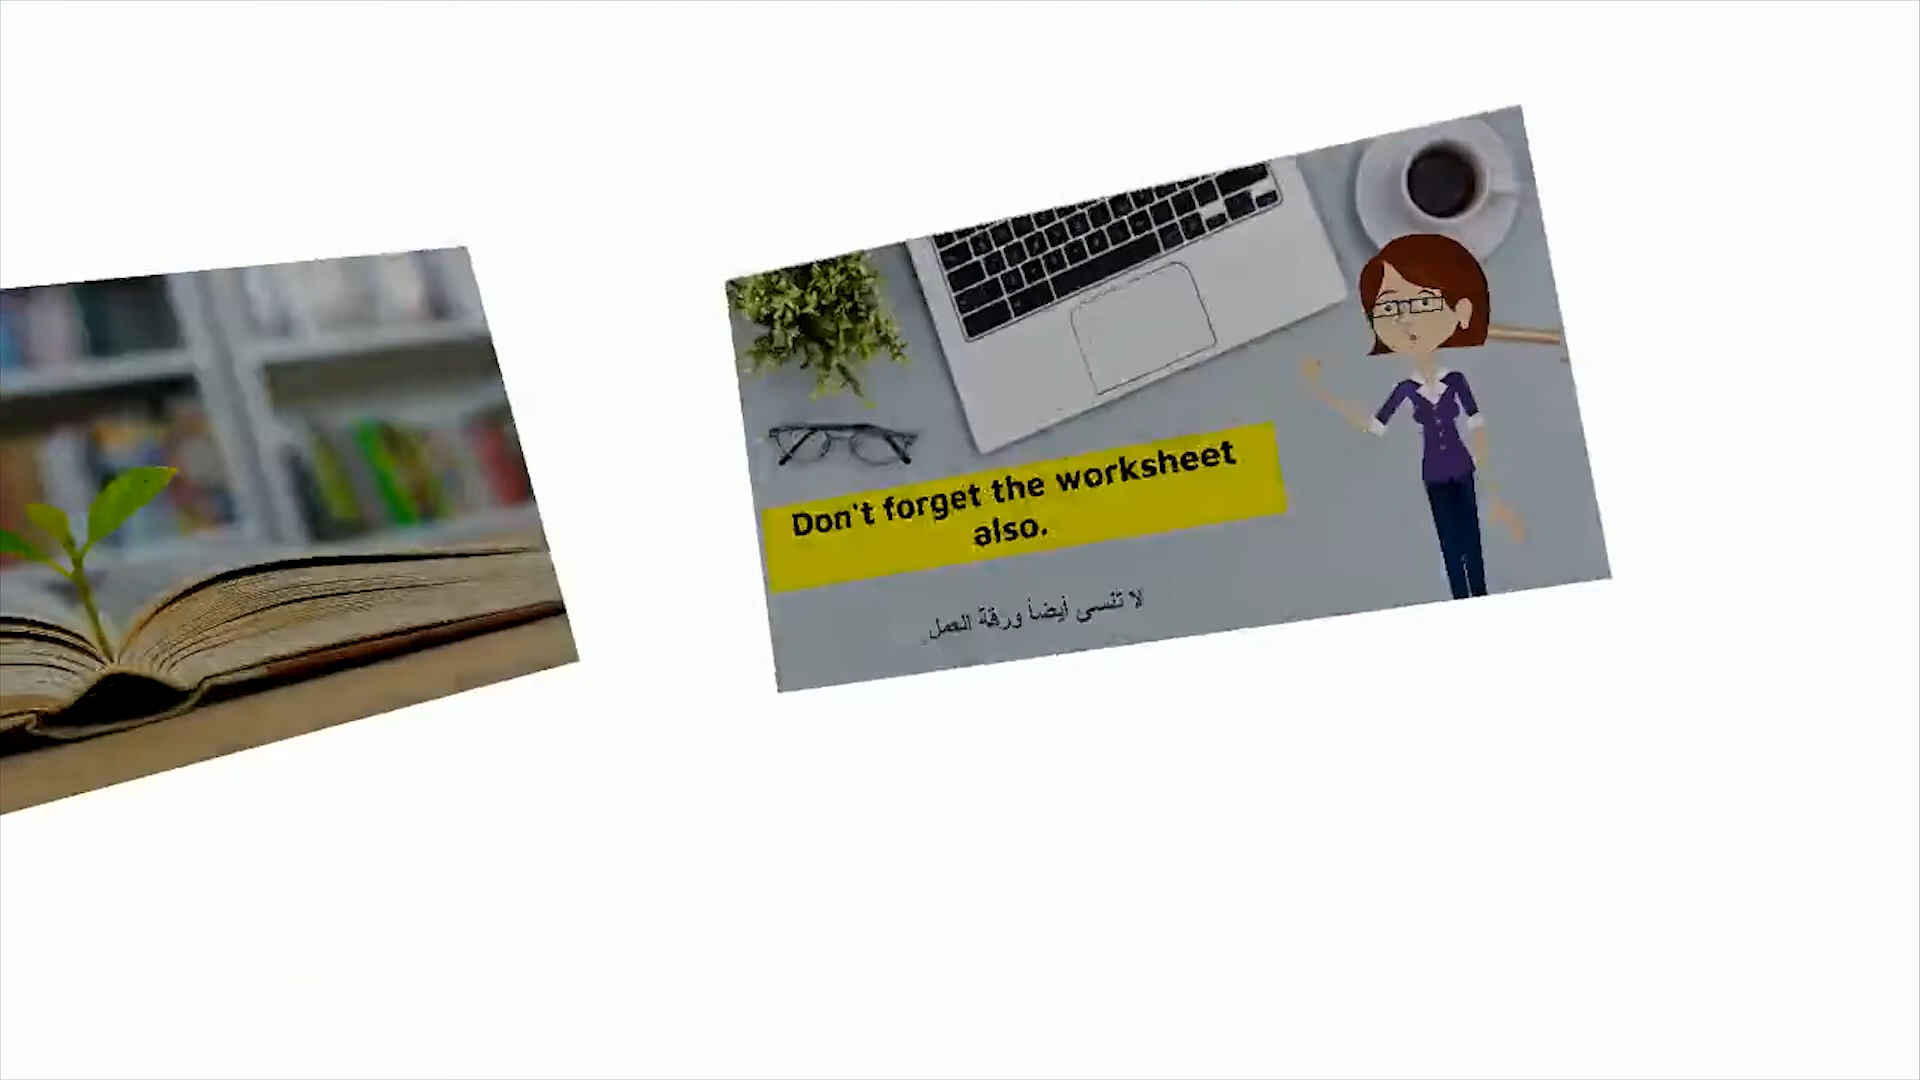 Don't forget the worksheet
also.
لا تنسى أيضاً ورقة العمل.